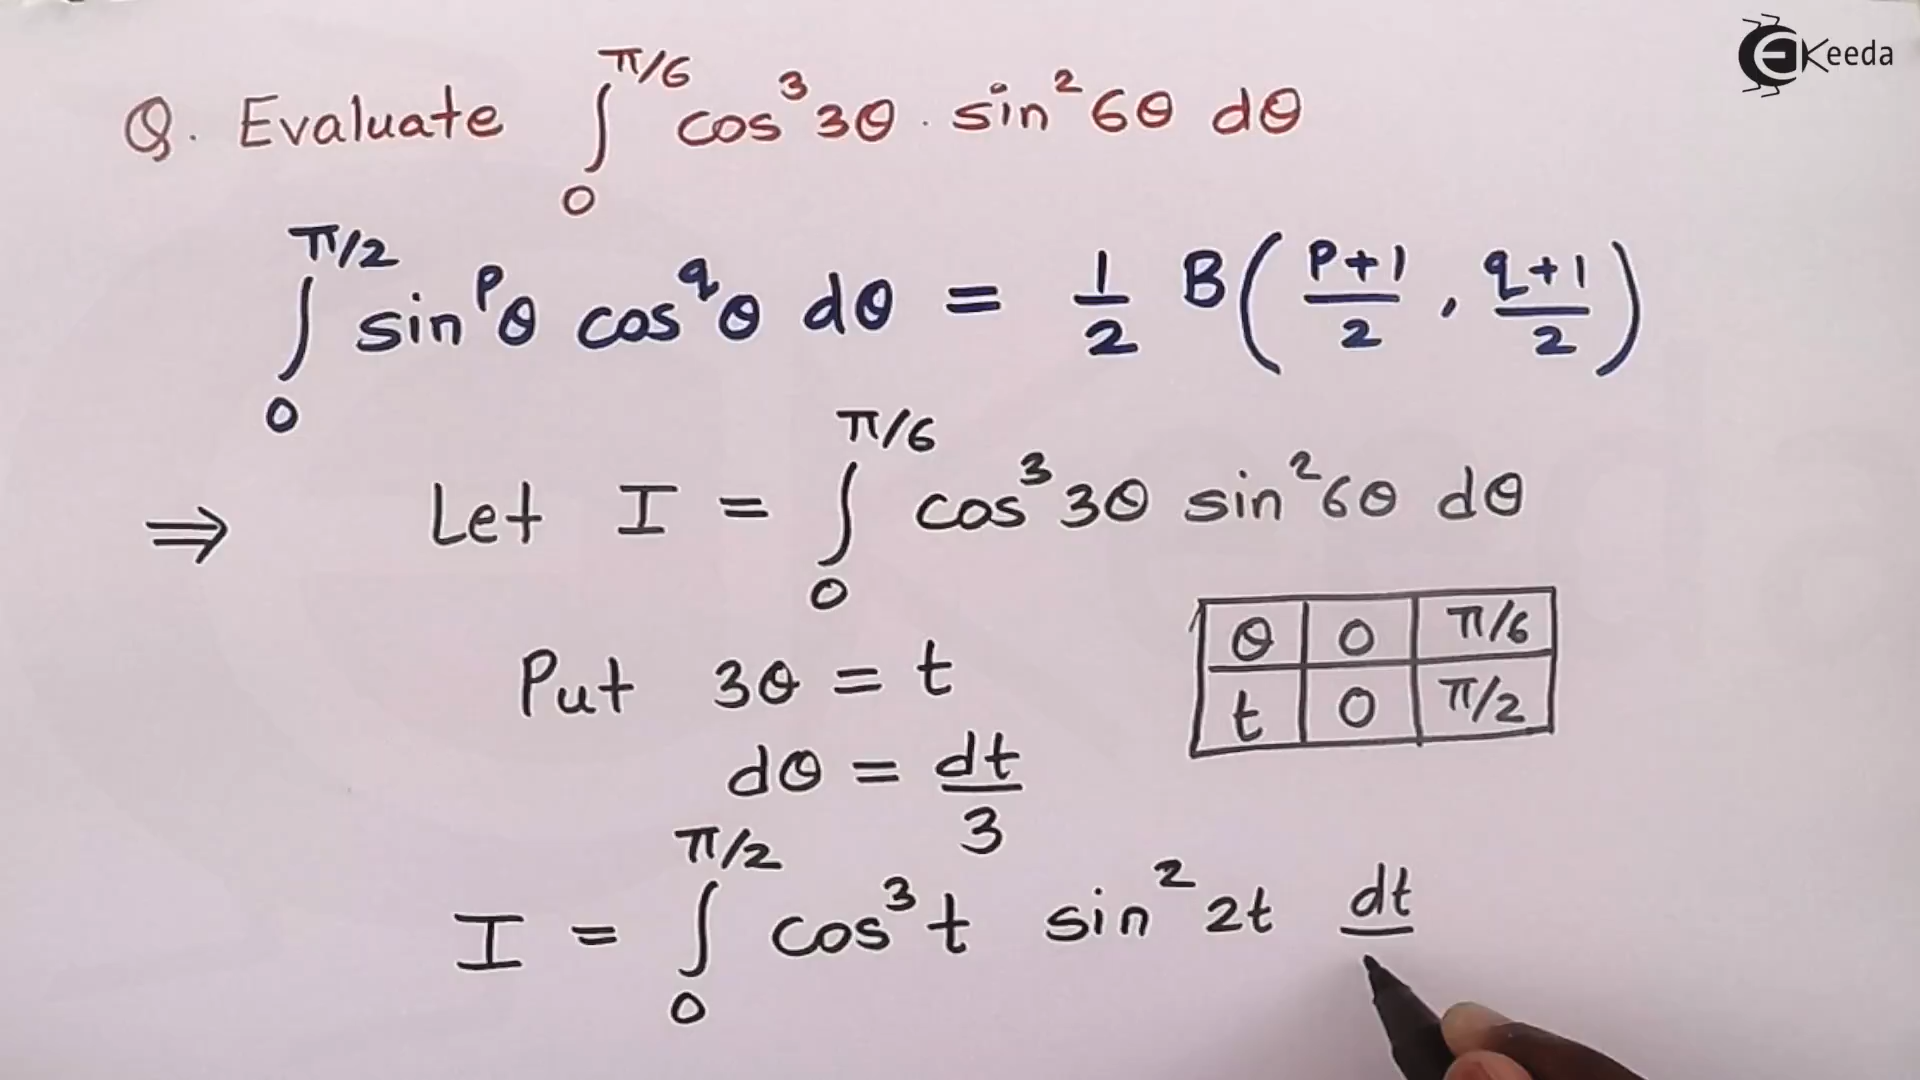 EKeeda
Q. Evaluate ∫₀^(π/6) cos³3θ . sin²6θ dθ
∫₀^(π/2) sin^pθ cos^qθ dθ = 1/2 B((p+1)/2 , (q+1)/2)
⇒ Let I = ∫₀^(π/6) cos³3θ sin²6θ dθ
Put 3θ = t
θ | 0 | π/6
t | 0 | π/2
dθ = dt/3
I = ∫₀^(π/2) cos³t sin²2t dt/